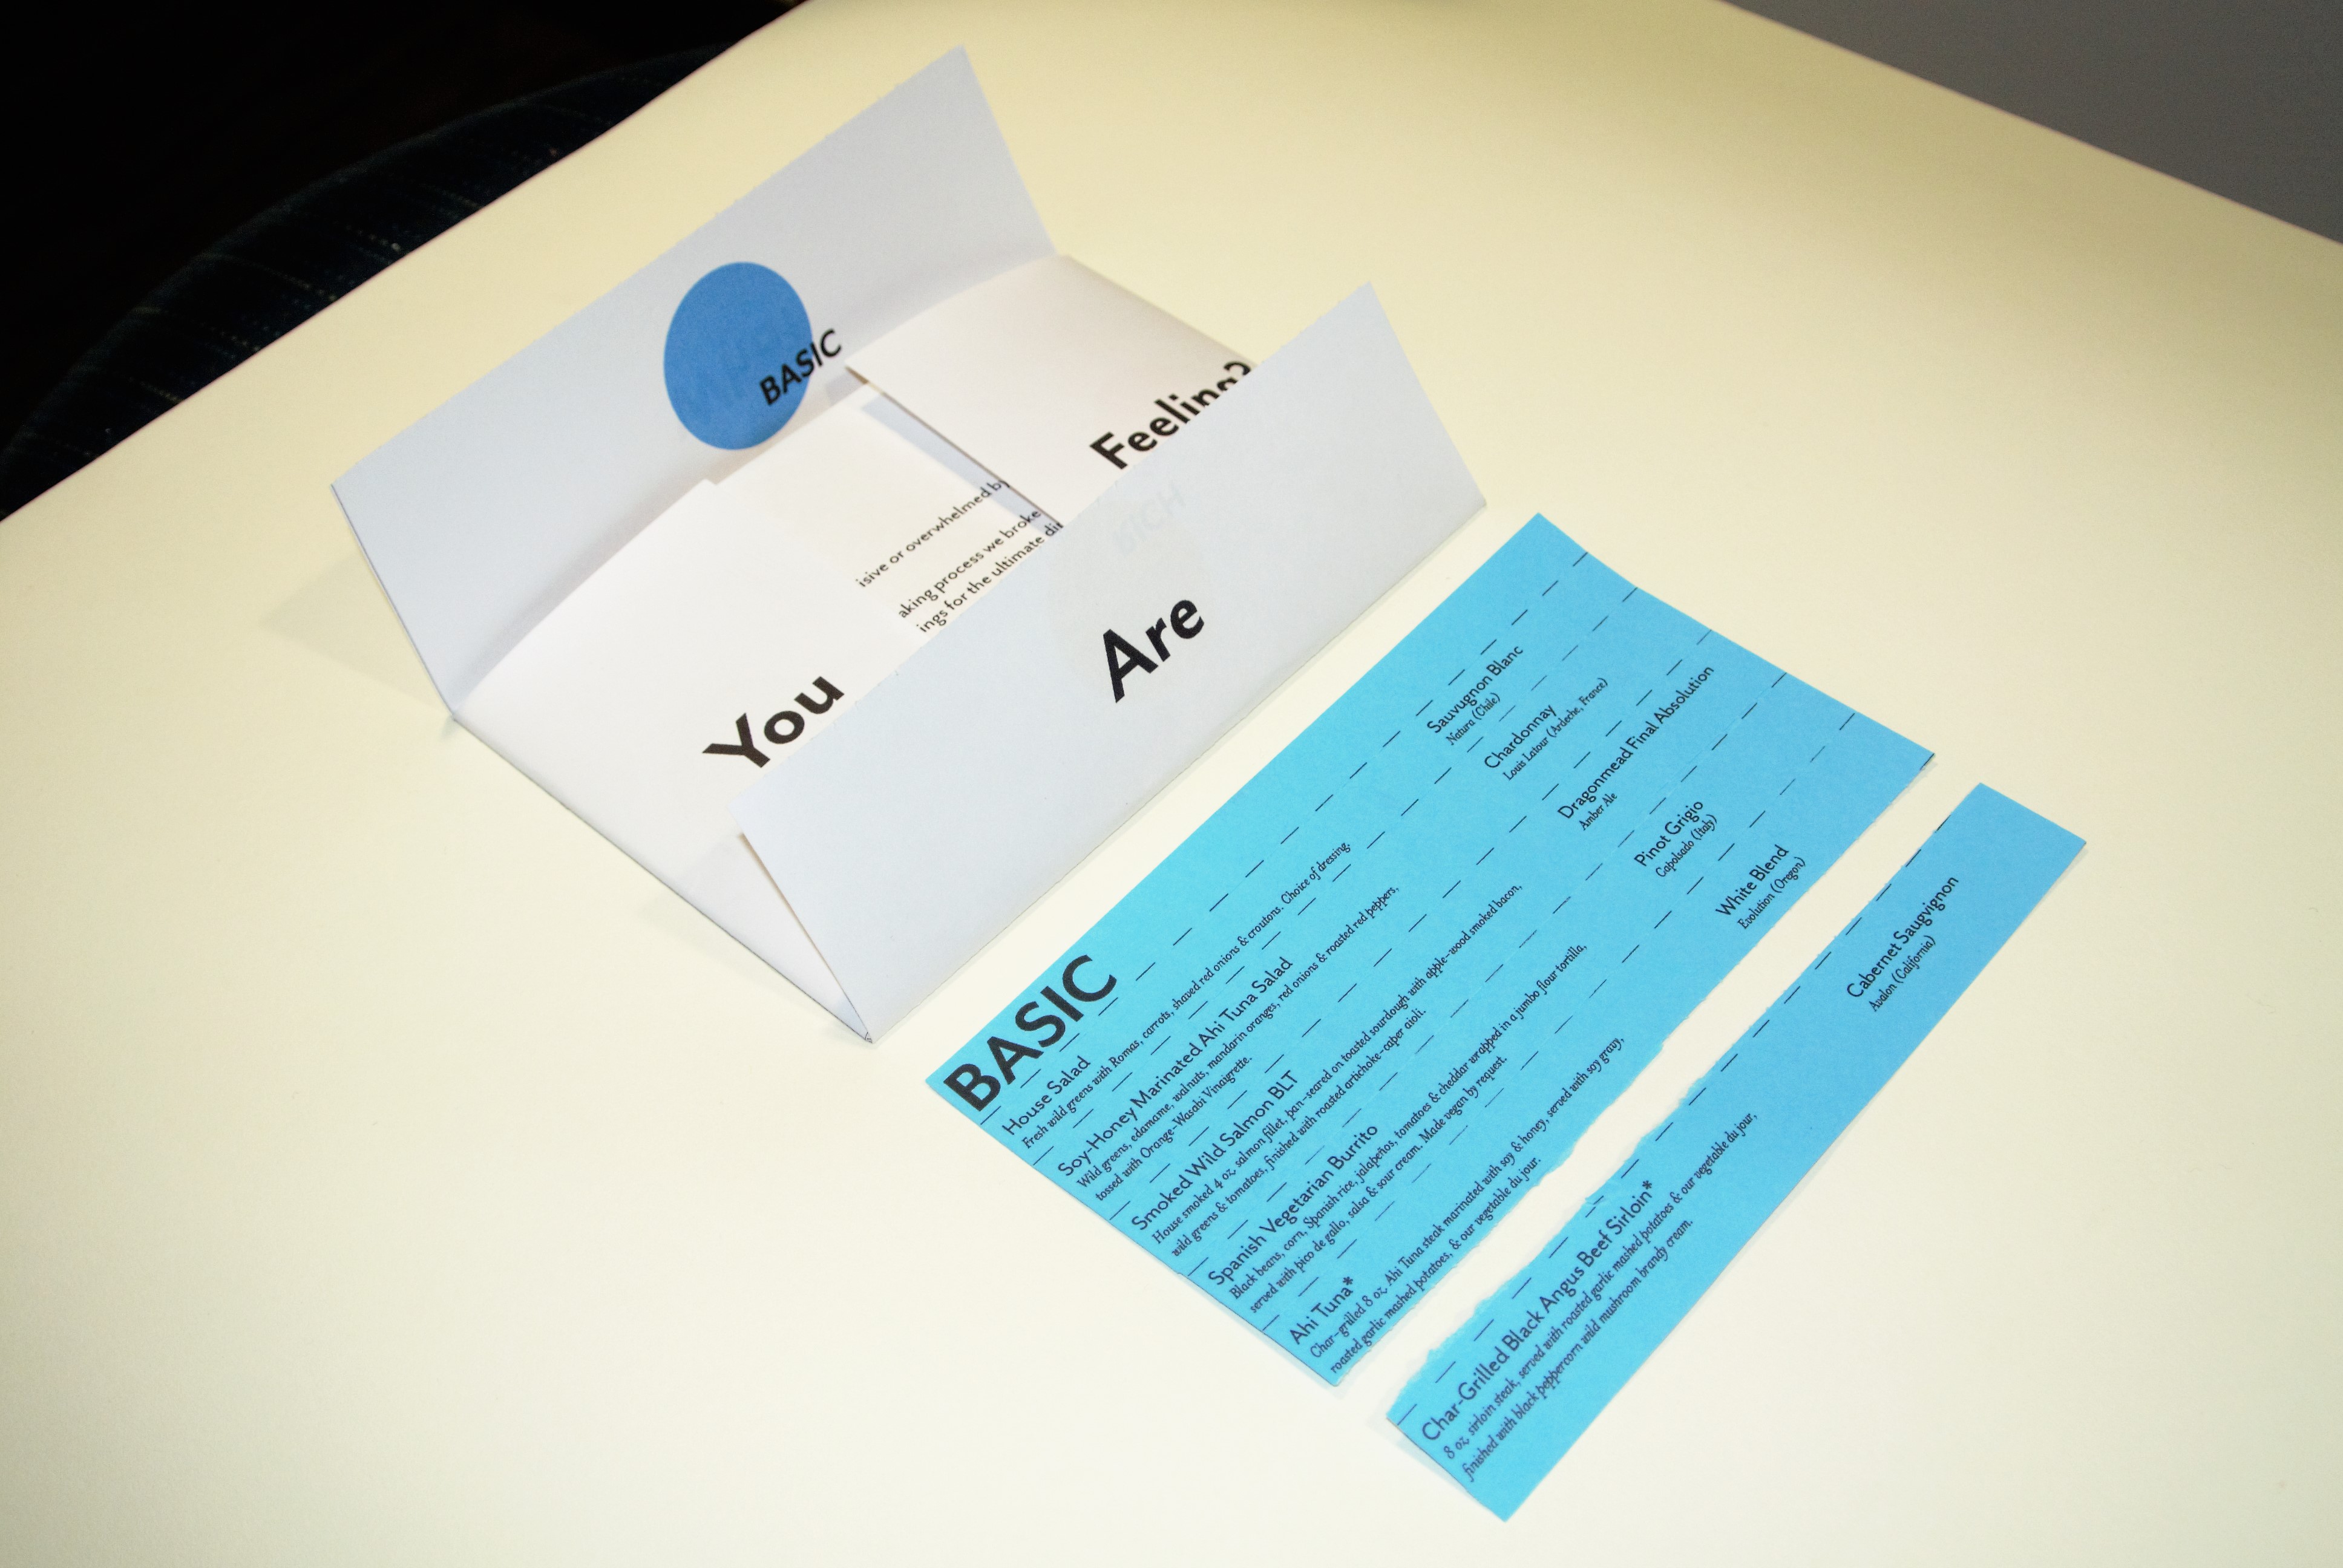 BASIC
Feeling?
isive or overwhelmed by
aking process we broke
ings for the ultimate di
You
Are
RICH
BASIC
House Salad
Fresh wild greens with Romas, carrots, shaved red onions & croutons. Choice of dressing.
Sauvugnon Blanc
Natura (Chile)
Soy-Honey Marinated Ahi Tuna Salad
Wild greens, edamame, walnuts, mandarin oranges, red onions & roasted red peppers,
tossed with Orange-Wasabi Vinaigrette.
Chardonnay
Louis Latour (Ardeche, France)
Smoked Wild Salmon BLT
House smoked 4 oz. salmon fillet, pan-seared on toasted sourdough with apple-wood smoked bacon,
wild greens & tomatoes, finished with roasted artichoke-caper aioli.
Dragonmead Final Absolution
Amber Ale
Spanish Vegetarian Burrito
Black beans, corn, Spanish rice, jalapeños, tomatoes & cheddar wrapped in a jumbo flour tortilla,
served with pico de gallo, salsa & sour cream. Made vegan by request.
Pinot Grigio
Capolsado (Italy)
Ahi Tuna*
Char-grilled 8 oz. Ahi Tuna steak marinated with soy & honey, served with soy gravy,
roasted garlic mashed potatoes, & our vegetable du jour.
White Blend
Evolution (Oregon)
Char-Grilled Black Angus Beef Sirloin*
8 oz. sirloin steak, served with roasted garlic mashed potatoes & our vegetable du jour,
finished with black peppercorn wild mushroom brandy cream.
Cabernet Saugvignon
Avalon (California)